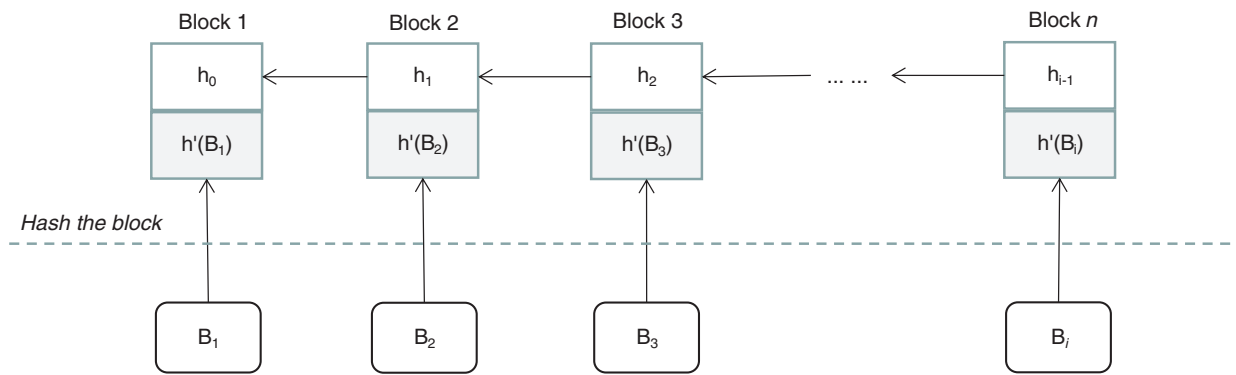 Block 1 Block 2 Block 3 Block n
h₀ h₁ h₂ ... ... hᵢ₋₁
h'(B₁) h'(B₂) h'(B₃) h'(Bᵢ)
Hash the block
B₁ B₂ B₃ Bᵢ